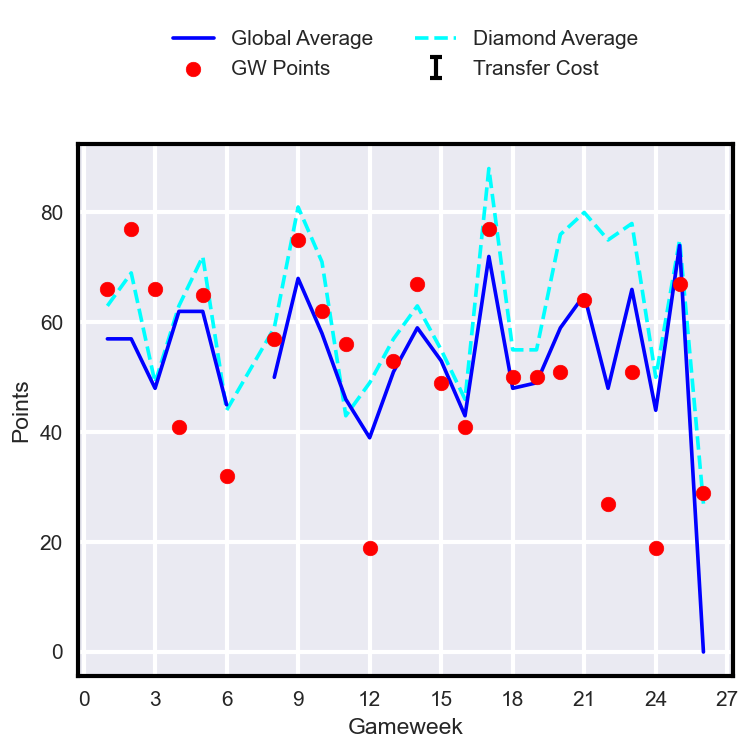 Global Average
Diamond Average
GW Points
Transfer Cost
Points
80
60
40
20
0
0 3 6 9 12 15 18 21 24 27
Gameweek